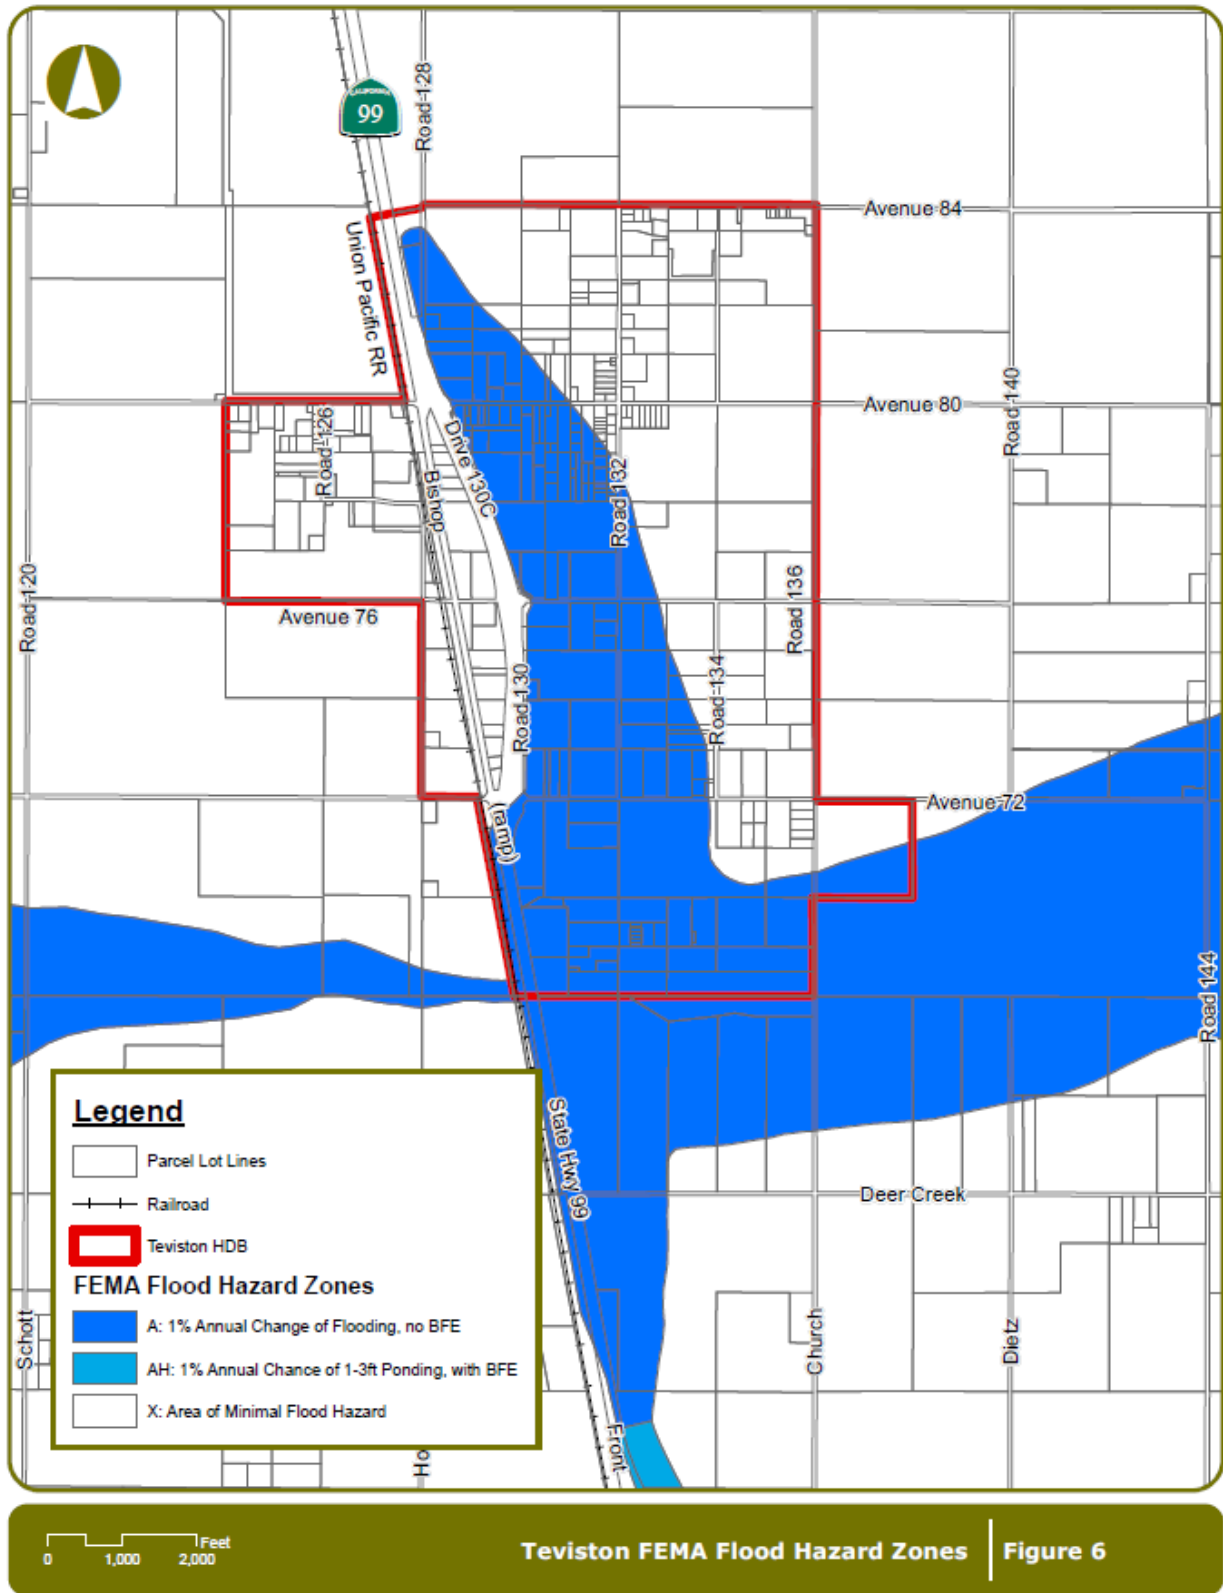 CALIFORNIA
99
Road 128
Avenue 84
Union Pacific RR
Road 140
Avenue 80
Road 126
Drive 130C
Bishop
Road 132
Road 120
Road 136
Avenue 76
Road 130
Road 134
(ramp)
Avenue 72
Road 144
State Hwy 99
Deer Creek
Schott
Church
Dietz
Front
Ho
Legend
Parcel Lot Lines
Railroad
Teviston HDB
FEMA Flood Hazard Zones
A: 1% Annual Change of Flooding, no BFE
AH: 1% Annual Chance of 1-3ft Ponding, with BFE
X: Area of Minimal Flood Hazard
Feet
0 1,000 2,000
Teviston FEMA Flood Hazard Zones
Figure 6